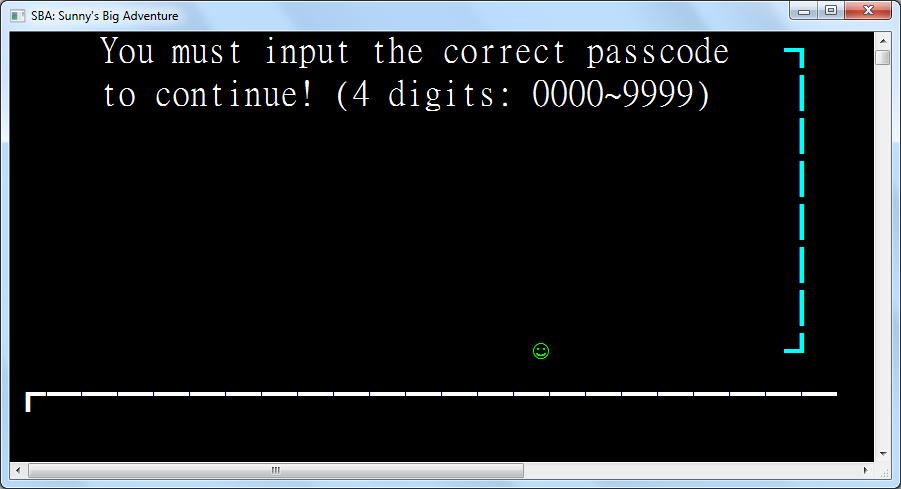 SBA: Sunny's Big Adventure
You must input the correct passcode
to continue! (4 digits: 0000~9999)